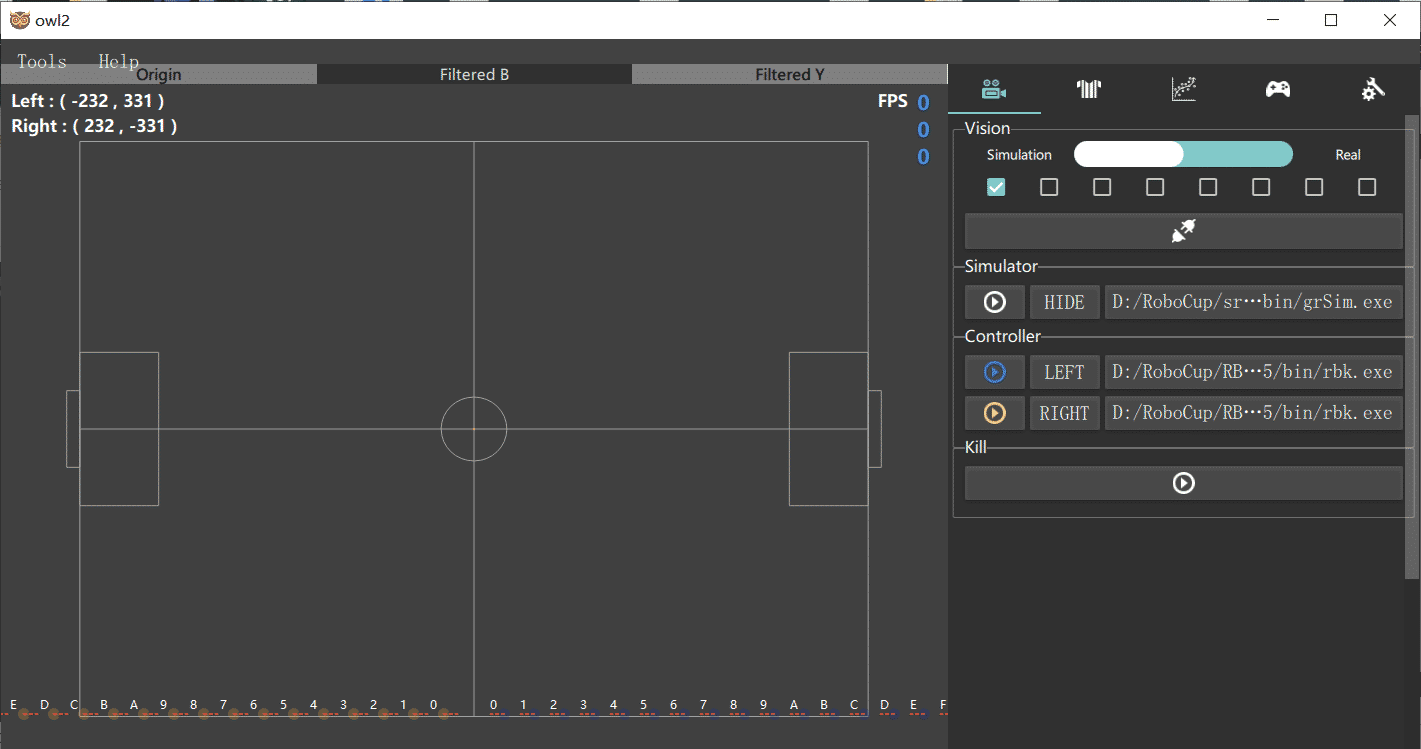 owl2
Tools Help
Origin Filtered B Filtered Y
Left : ( -232 , 331 ) FPS 0
Right : ( 232 , -331 ) 0
0
Vision
Simulation Real
Simulator
HIDE D:/RoboCup/sr···bin/grSim.exe
Controller
LEFT D:/RoboCup/RB···5/bin/rbk.exe
RIGHT D:/RoboCup/RB···5/bin/rbk.exe
Kill
E D C B A 9 8 7 6 5 4 3 2 1 0 0 1 2 3 4 5 6 7 8 9 A B C D E F